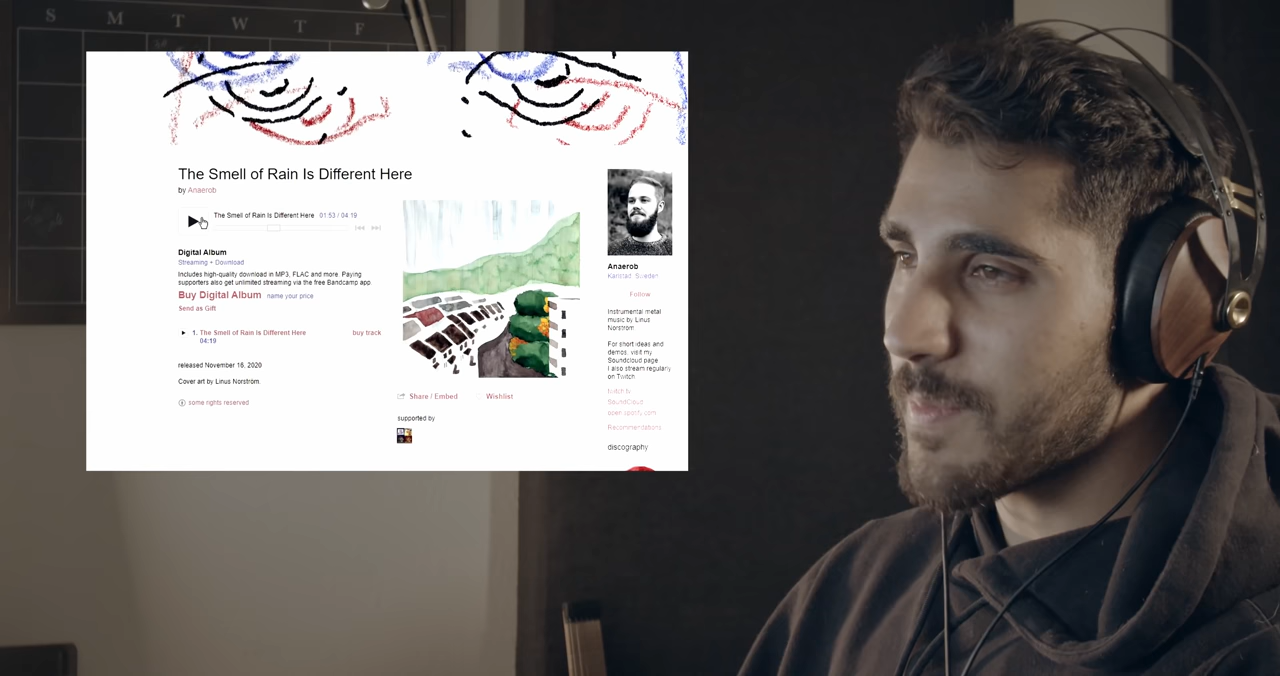 S M T W T F
The Smell of Rain Is Different Here
by Anaerob
The Smell of Rain Is Different Here 01:53 / 04:19
Digital Album
Streaming + Download
Includes high-quality download in MP3, FLAC and more. Paying
supporters also get unlimited streaming via the free Bandcamp app.
Buy Digital Album name your price
Send as Gift
1. The Smell of Rain Is Different Here buy track
04:19
released November 16, 2020
Cover art by Linus Norstrom
some rights reserved
Share / Embed Wishlist
supported by
Anaerob
Karlstad, Sweden
Follow
Instrumental metal
music by Linus
Norstrom
For short-ideas and
demos, visit my
Soundcloud page.
I also stream regularly
on Twitch
twitch.tv
SoundCloud
open.spotify.com
Recommendations
discography